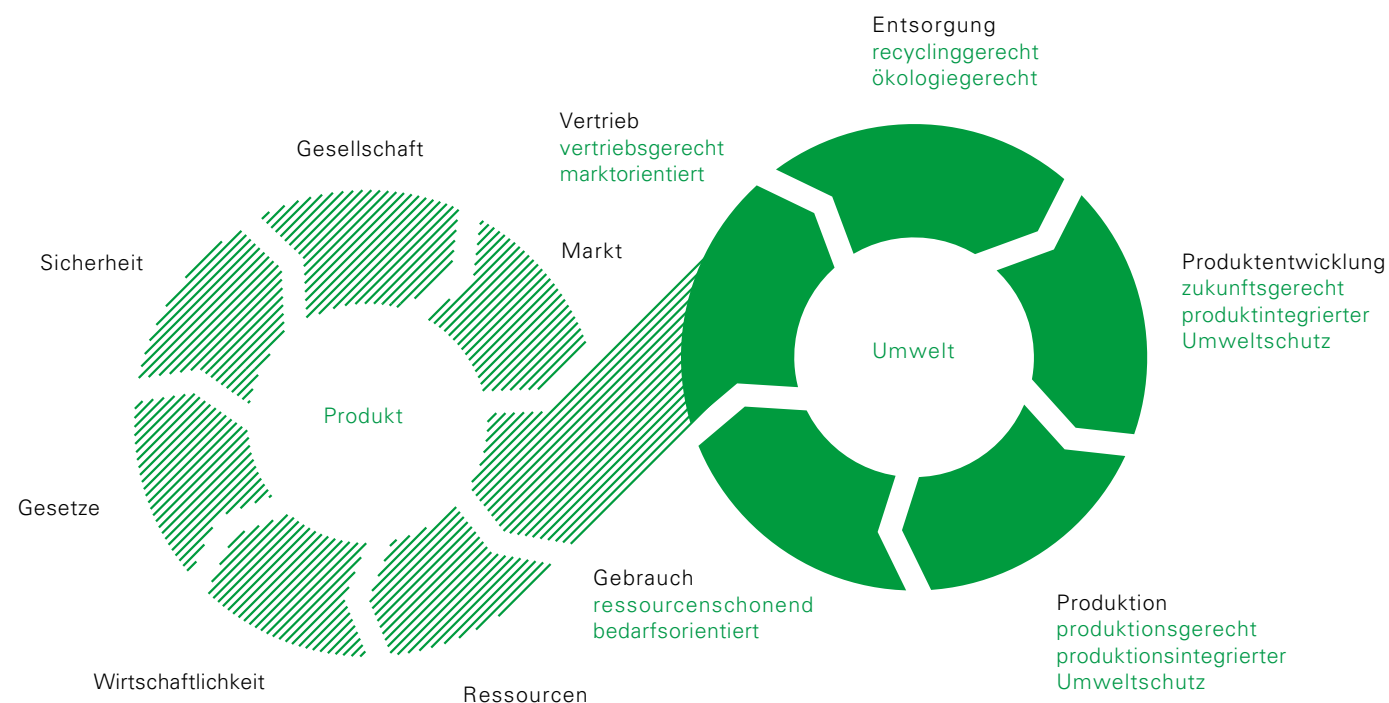 Entsorgung
recyclinggerecht
ökologiegerecht
Vertrieb
vertriebsgerecht
marktorientiert
Gesellschaft
Markt
Sicherheit
Produktentwicklung
zukunftsgerecht
produktintegrierter
Umweltschutz
Umwelt
Produkt
Gesetze
Gebrauch
ressourcenschonend
bedarfsorientiert
Produktion
produktionsgerecht
produktionsintegrierter
Umweltschutz
Wirtschaftlichkeit
Ressourcen